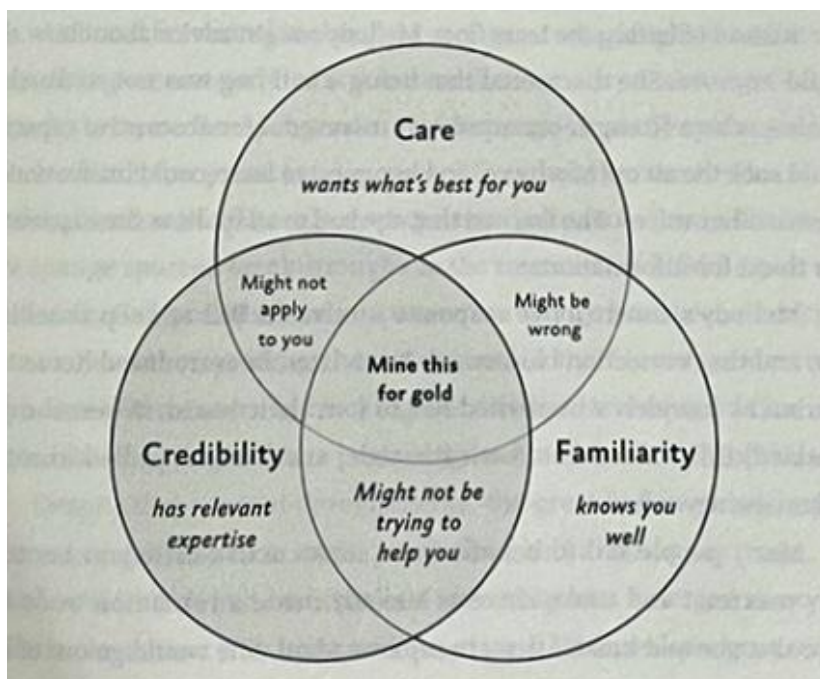 Care
wants what's best for you
Might not
apply
to you
Might be
wrong
Mine this
for gold
Credibility
has relevant
expertise
Might not be
trying to
help you
Familiarity
knows you
well